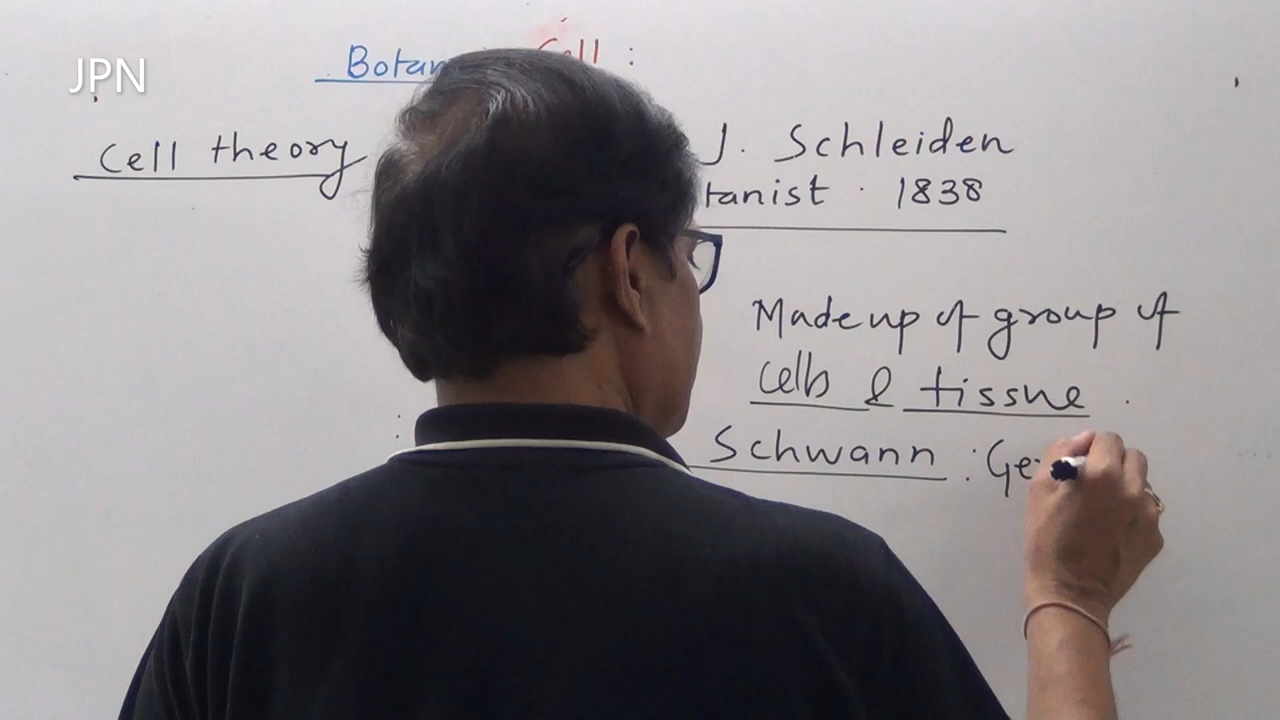 JPN
Botan Cell :
Cell theory J. Schleiden
tanist . 1838
Made up of group of
Cells & tissue .
Schwann : Ge